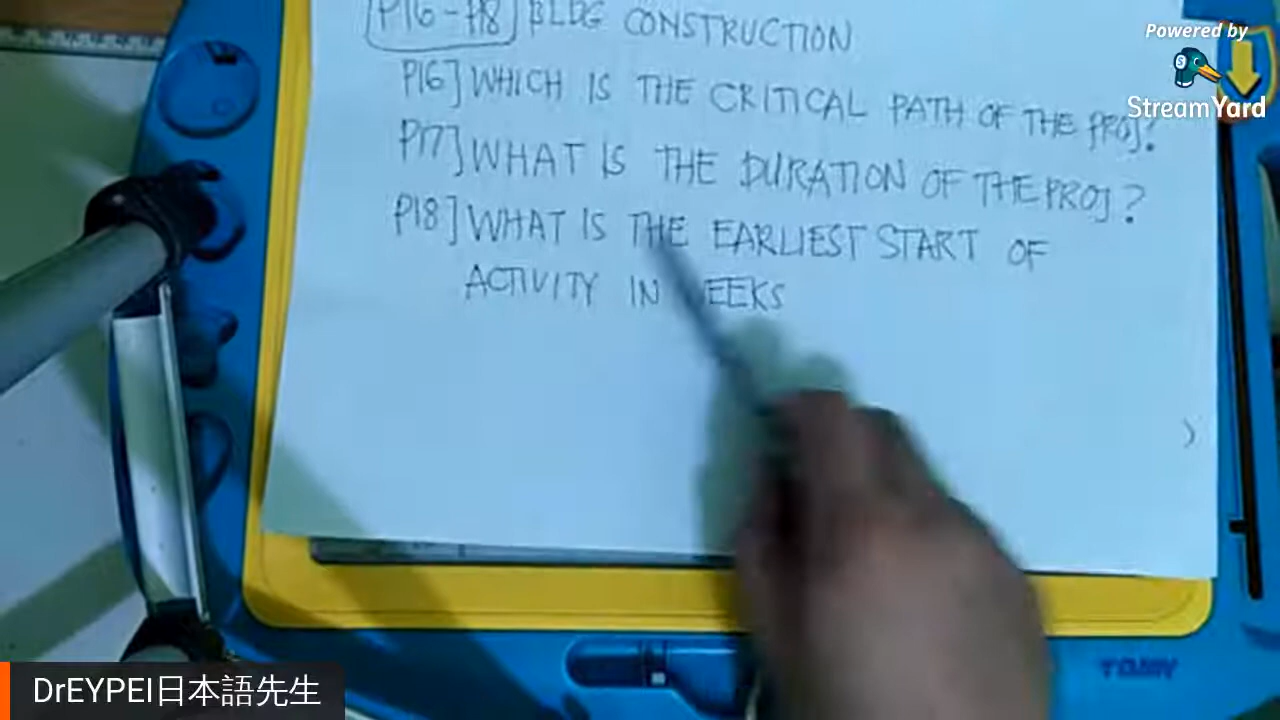 P16-P18] BLDG CONSTRUCTION
P16] WHICH IS THE CRITICAL PATH OF THE PROJ?
P17] WHAT IS THE DURATION OF THE PROJ?
P18] WHAT IS THE EARLIEST START OF
ACTIVITY IN WEEKS
Powered by
StreamYard
TOMY
DrEYPEI日本語先生